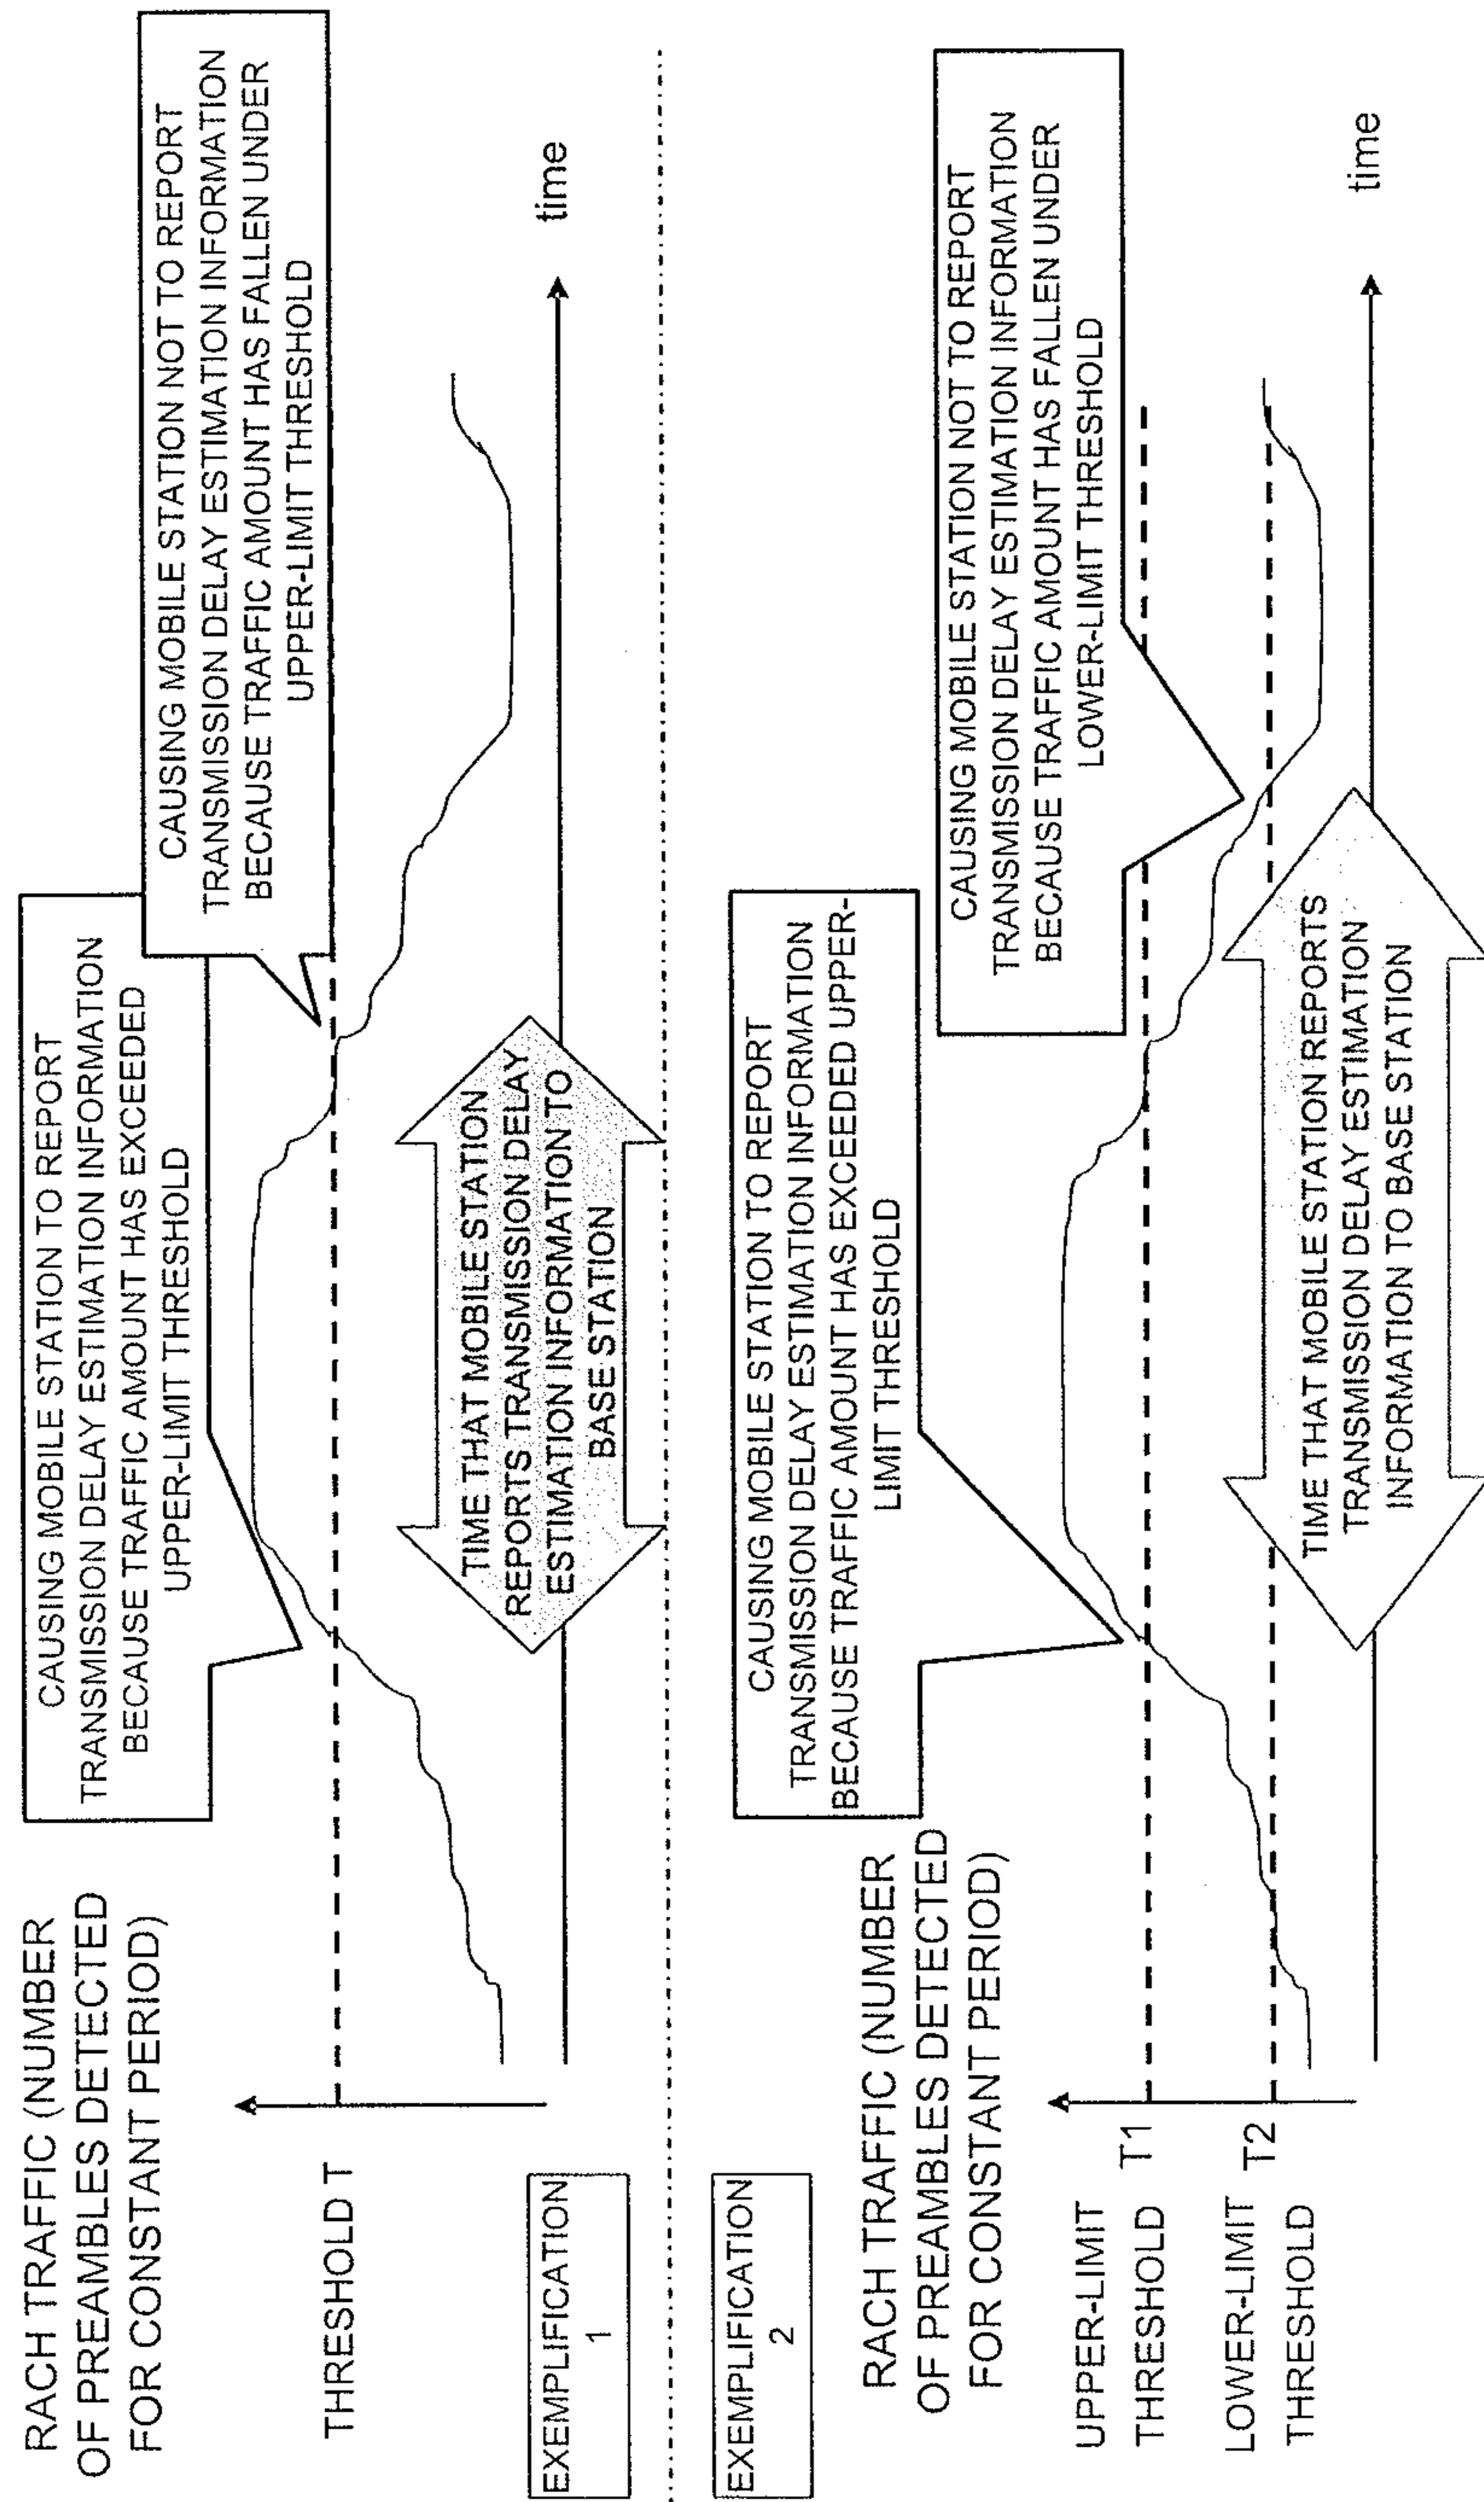 RACH TRAFFIC (NUMBER
OF PREAMBLES DETECTED
FOR CONSTANT PERIOD)
CAUSING MOBILE STATION TO REPORT
TRANSMISSION DELAY ESTIMATION INFORMATION
BECAUSE TRAFFIC AMOUNT HAS EXCEEDED
UPPER-LIMIT THRESHOLD
CAUSING MOBILE STATION NOT TO REPORT
TRANSMISSION DELAY ESTIMATION INFORMATION
BECAUSE TRAFFIC AMOUNT HAS FALLEN UNDER
UPPER-LIMIT THRESHOLD
THRESHOLD T
TIME THAT MOBILE STATION
REPORTS TRANSMISSION DELAY
ESTIMATION INFORMATION TO
BASE STATION
time
EXEMPLIFICATION
1
EXEMPLIFICATION
2
RACH TRAFFIC (NUMBER
OF PREAMBLES DETECTED
FOR CONSTANT PERIOD)
CAUSING MOBILE STATION TO REPORT
TRANSMISSION DELAY ESTIMATION INFORMATION
BECAUSE TRAFFIC AMOUNT HAS EXCEEDED UPPER-
LIMIT THRESHOLD
CAUSING MOBILE STATION NOT TO REPORT
TRANSMISSION DELAY ESTIMATION INFORMATION
BECAUSE TRAFFIC AMOUNT HAS FALLEN UNDER
LOWER-LIMIT THRESHOLD
UPPER-LIMIT
THRESHOLD
T1
LOWER-LIMIT
THRESHOLD
T2
TIME THAT MOBILE STATION REPORTS
TRANSMISSION DELAY ESTIMATION
INFORMATION TO BASE STATION
time